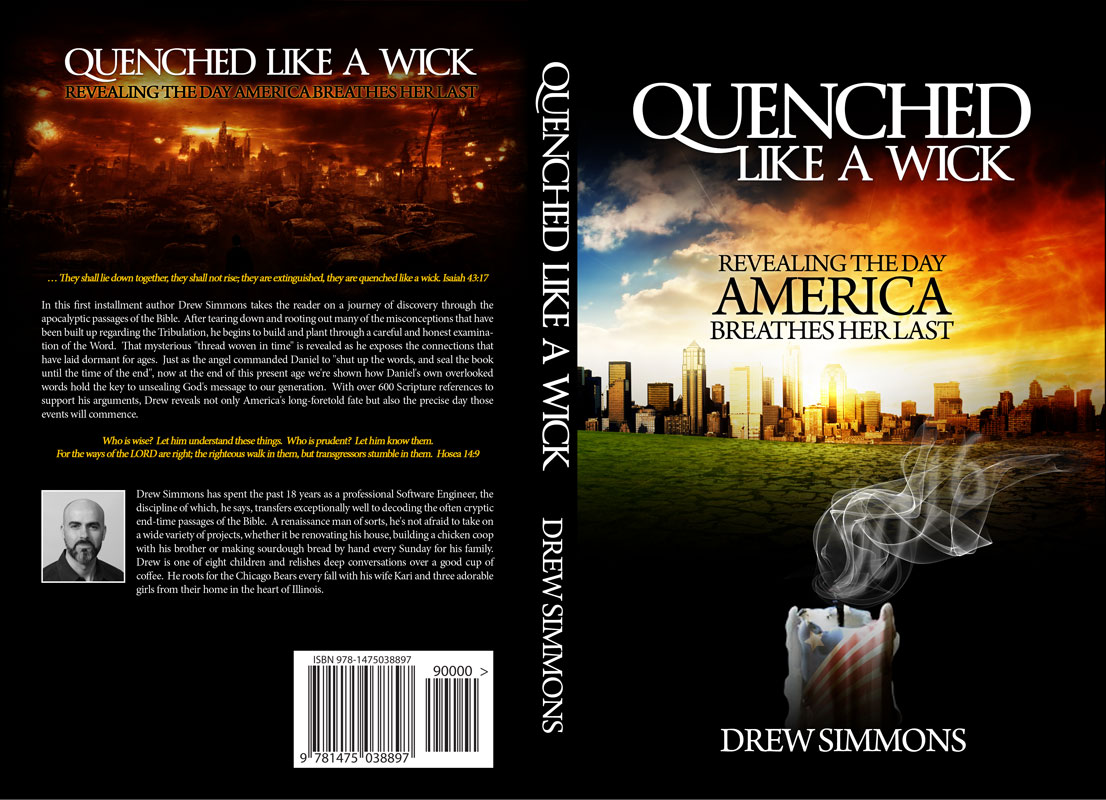 QUENCHED LIKE A WICK
REVEALING THE DAY AMERICA BREATHES HER LAST
… They shall lie down together, they shall not rise; they are extinguished, they are quenched like a wick. Isaiah 43:17
In this first installment author Drew Simmons takes the reader on a journey of discovery through the
apocalyptic passages of the Bible. After tearing down and rooting out many of the misconceptions that have
been built up regarding the Tribulation, he begins to build and plant through a careful and honest examina-
tion of the Word. That mysterious "thread woven in time" is revealed as he exposes the connections that
have laid dormant for ages. Just as the angel commanded Daniel to "shut up the words, and seal the book
until the time of the end", now at the end of this present age we're shown how Daniel's own overlooked
words hold the key to unsealing God's message to our generation. With over 600 Scripture references to
support his arguments, Drew reveals not only America's long-foretold fate but also the precise day those
events will commence.
Who is wise? Let him understand these things. Who is prudent? Let him know them.
For the ways of the LORD are right; the righteous walk in them, but transgressors stumble in them. Hosea 14:9
Drew Simmons has spent the past 18 years as a professional Software Engineer, the
discipline of which, he says, transfers exceptionally well to decoding the often cryptic
end-time passages of the Bible. A renaissance man of sorts, he's not afraid to take on
a wide variety of projects, whether it be renovating his house, building a chicken coop
with his brother or making sourdough bread by hand every Sunday for his family.
Drew is one of eight children and relishes deep conversations over a good cup of
coffee. He roots for the Chicago Bears every fall with his wife Kari and three adorable
girls from their home in the heart of Illinois.
ISBN 978-1475038897
90000 >
9 781475 038897
QUENCHED LIKE A WICK DREW SIMMONS
QUENCHED
LIKE A WICK
REVEALING THE DAY
AMERICA
BREATHES HER LAST
DREW SIMMONS